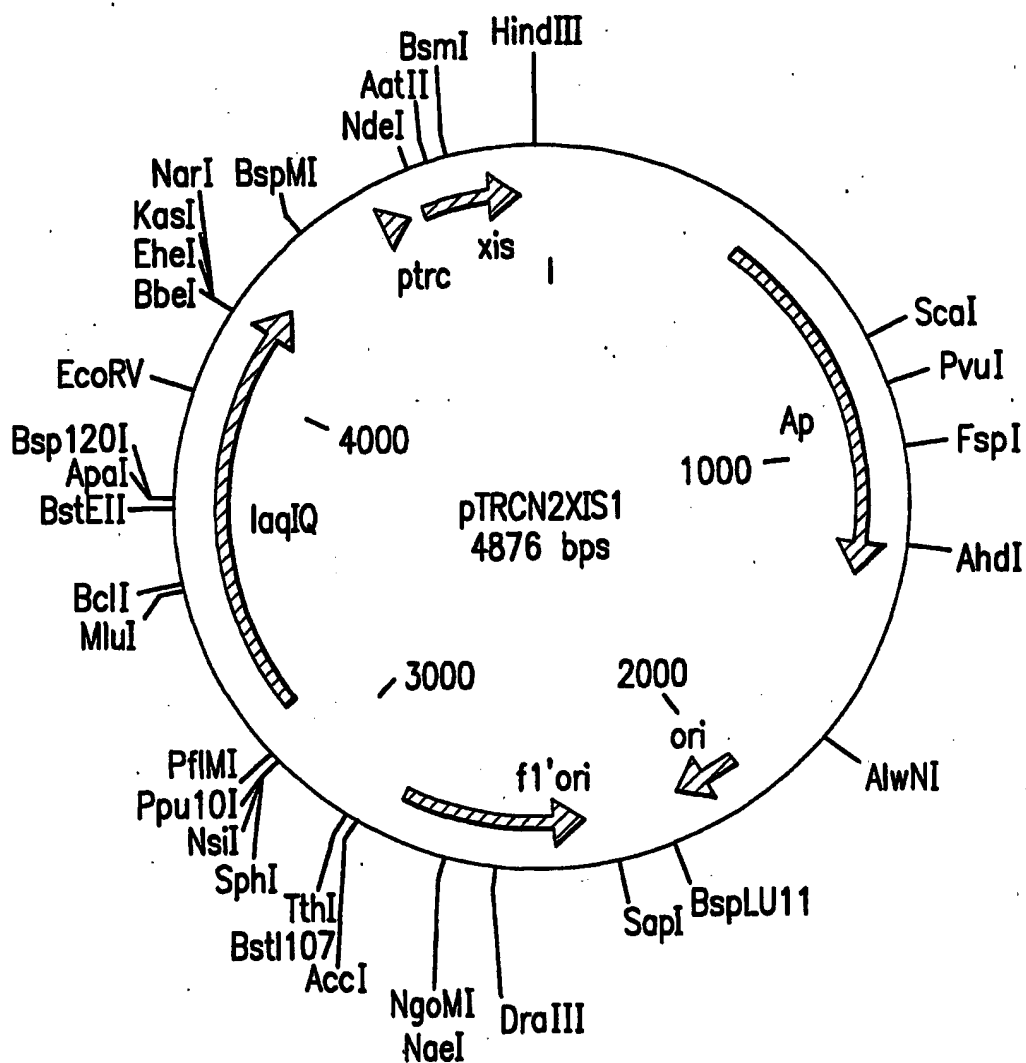 HindIII
BsmI
AatII
NdeI
BspMI
NarI
KasI
EheI
BbeI
EcoRV
Bsp120I
ApaI
BstEII
BclI
MluI
PflMI
Ppu10I
NsiI
SphI
TthI
Bst1107
AccI
NgoMI
NaeI
DraIII
SapI
BspLU11
AlwNI
AhdI
FspI
PvuI
ScaI
ptrc
xis
I
Ap
1000
4000
laqIQ
pTRCN2XIS1
4876 bps
3000
2000
ori
f1'ori